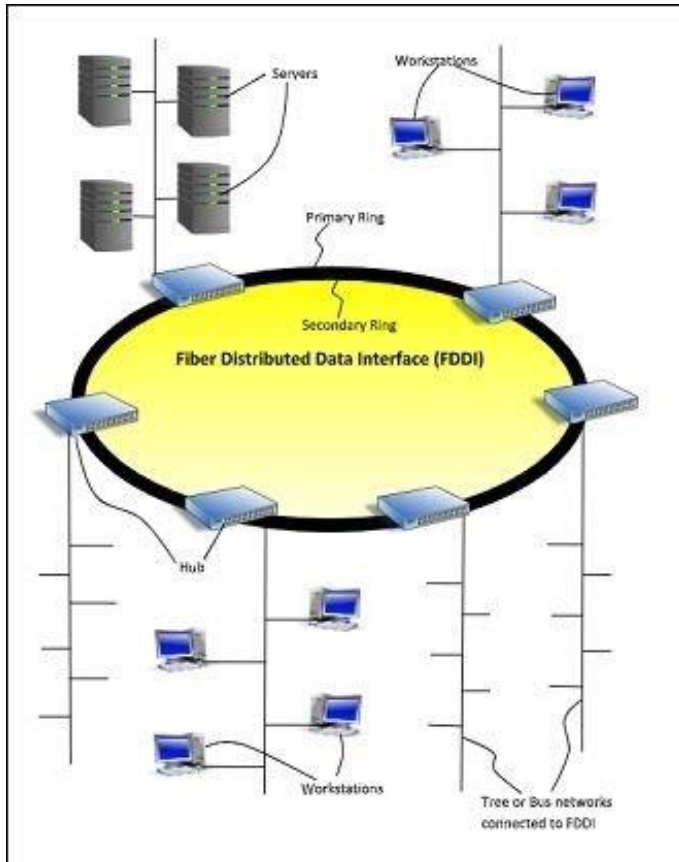 Servers
Workstations
Primary Ring
Secondary Ring
Fiber Distributed Data Interface (FDDI)
Hub
Workstations
Tree or Bus networks
connected to FDDI